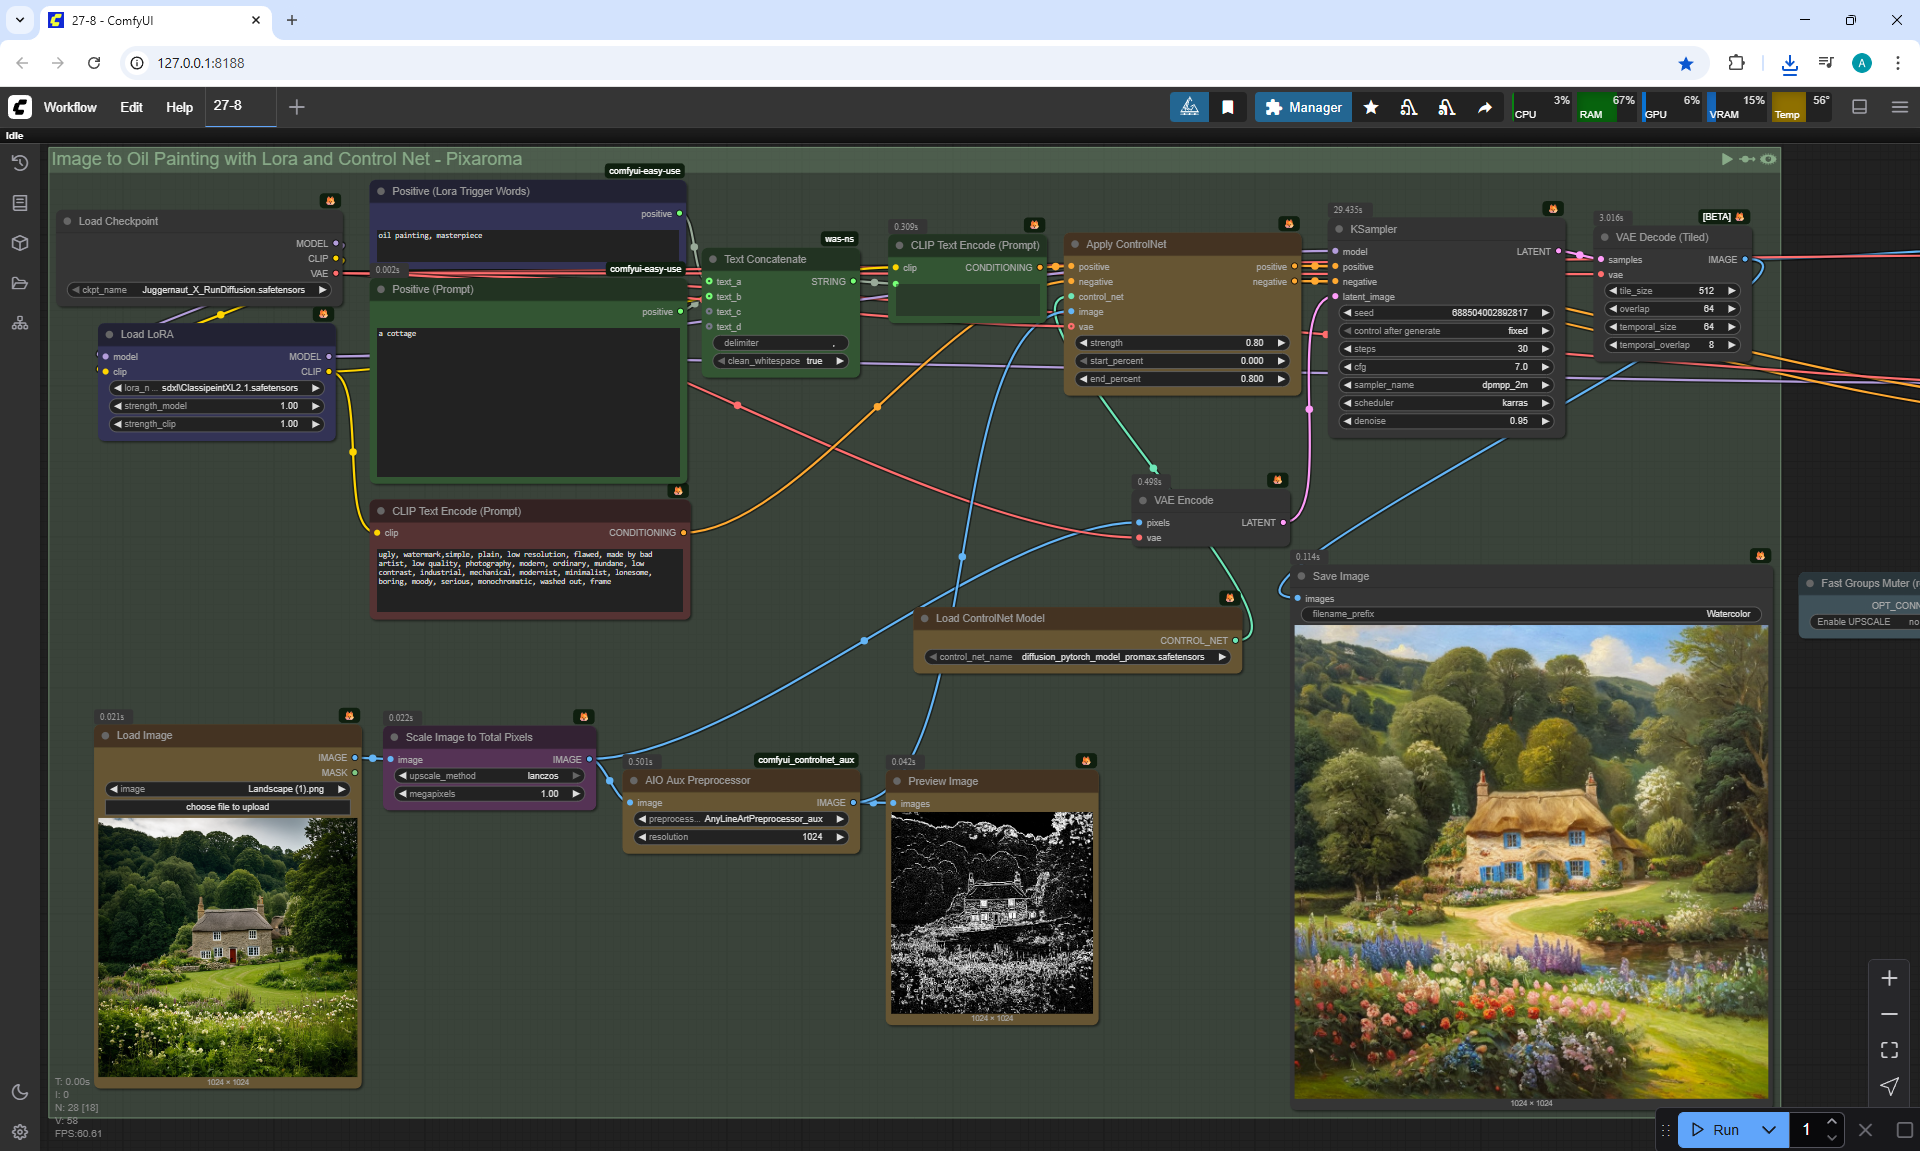 27-8 - ComfyUI
127.0.0.1:8188
A
Workflow
Edit
Help
27-8
Manager
3%
CPU
67%
RAM
6%
GPU
15%
VRAM
56°
Temp
Idle
Image to Oil Painting with Lora and Control Net - Pixaroma
Load Checkpoint
MODEL
CLIP
VAE
ckpt_name Juggernaut_X_RunDiffusion.safetensors
Load LoRA
model MODEL
clip CLIP
lora_n... sdxl\ClassipeintXL2.1.safetensors
strength_model 1.00
strength_clip 1.00
comfyui-easy-use
Positive (Lora Trigger Words)
positive
oil painting, masterpiece
0.002s
comfyui-easy-use
Positive (Prompt)
positive
a cottage
CLIP Text Encode (Prompt)
clip CONDITIONING
ugly, watermark,simple, plain, low resolution, flawed, made by bad
artist, low quality, photography, modern, ordinary, mundane, low
contrast, industrial, mechanical, modernist, minimalist, lonesome,
boring, moody, serious, monochromatic, washed out, frame
was-ns
Text Concatenate
text_a STRING
text_b
text_c
text_d
delimiter ,
clean_whitespace true
0.309s
CLIP Text Encode (Prompt)
clip CONDITIONING
Apply ControlNet
positive positive
negative negative
control_net
image
vae
strength 0.80
start_percent 0.000
end_percent 0.800
29.435s
KSampler
model LATENT
positive
negative
latent_image
seed 688504002892817
control after generate fixed
steps 30
cfg 7.0
sampler_name dpmpp_2m
scheduler karras
denoise 0.95
3.016s
[BETA]
VAE Decode (Tiled)
samples IMAGE
vae
tile_size 512
overlap 64
temporal_size 64
temporal_overlap 8
0.498s
VAE Encode
pixels LATENT
vae
Load ControlNet Model
CONTROL_NET
control_net_name diffusion_pytorch_model_promax.safetensors
0.114s
Save Image
images
filename_prefix Watercolor
1024 × 1024
Fast Groups Muter (r
OPT_CONN
Enable UPSCALE no
0.021s
Load Image
IMAGE
MASK
image Landscape (1).png
choose file to upload
1024 × 1024
0.022s
Scale Image to Total Pixels
image IMAGE
upscale_method lanczos
megapixels 1.00
0.501s
comfyui_controlnet_aux
AIO Aux Preprocessor
image IMAGE
preprocess... AnyLineArtPreprocessor_aux
resolution 1024
0.042s
Preview Image
images
1024 × 1024
T: 0.00s
I: 0
N: 28 [18]
V: 58
FPS:60.61
Run
1